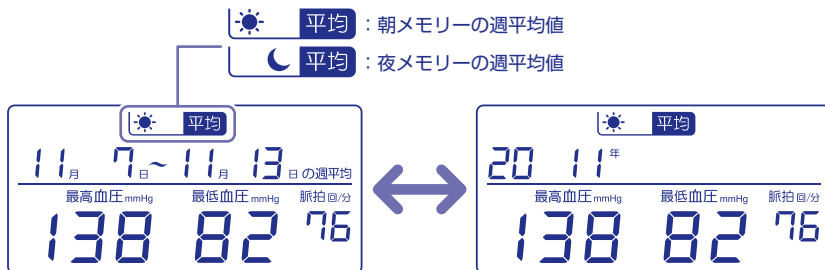 平均：朝メモリーの週平均値
平均：夜メモリーの週平均値
平均
11月 7日～11月 13日の週平均
最高血圧mmHg 最低血圧mmHg 脈拍回/分
138 82 76
平均
2011年
最高血圧mmHg 最低血圧mmHg 脈拍回/分
138 82 76